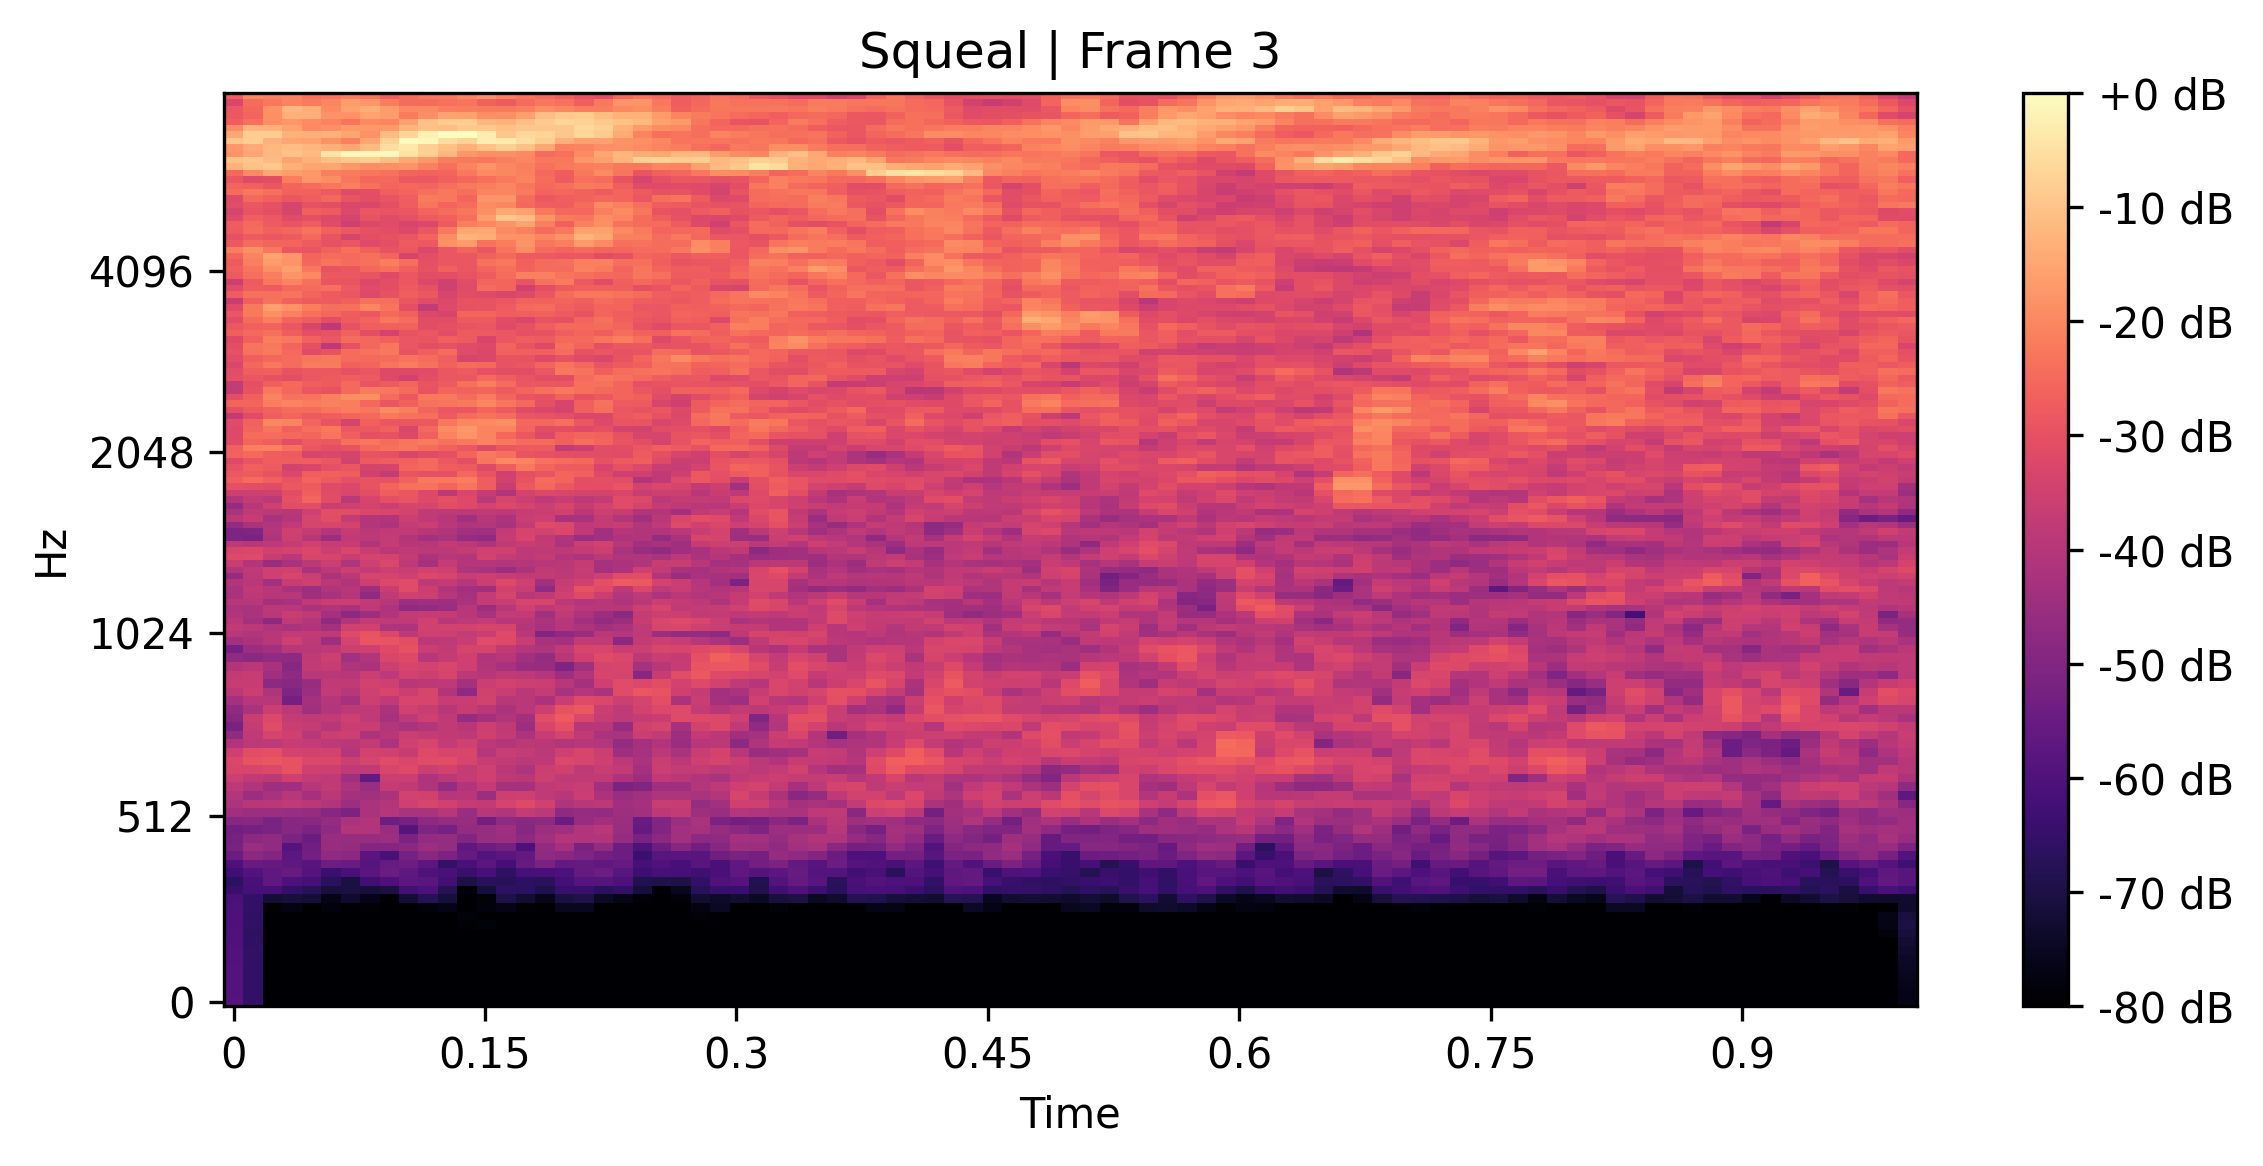 Squeal | Frame 3
+0 dB
-10 dB
-20 dB
-30 dB
-40 dB
-50 dB
-60 dB
-70 dB
-80 dB
Hz
4096
2048
1024
512
0
0 0.15 0.3 0.45 0.6 0.75 0.9
Time